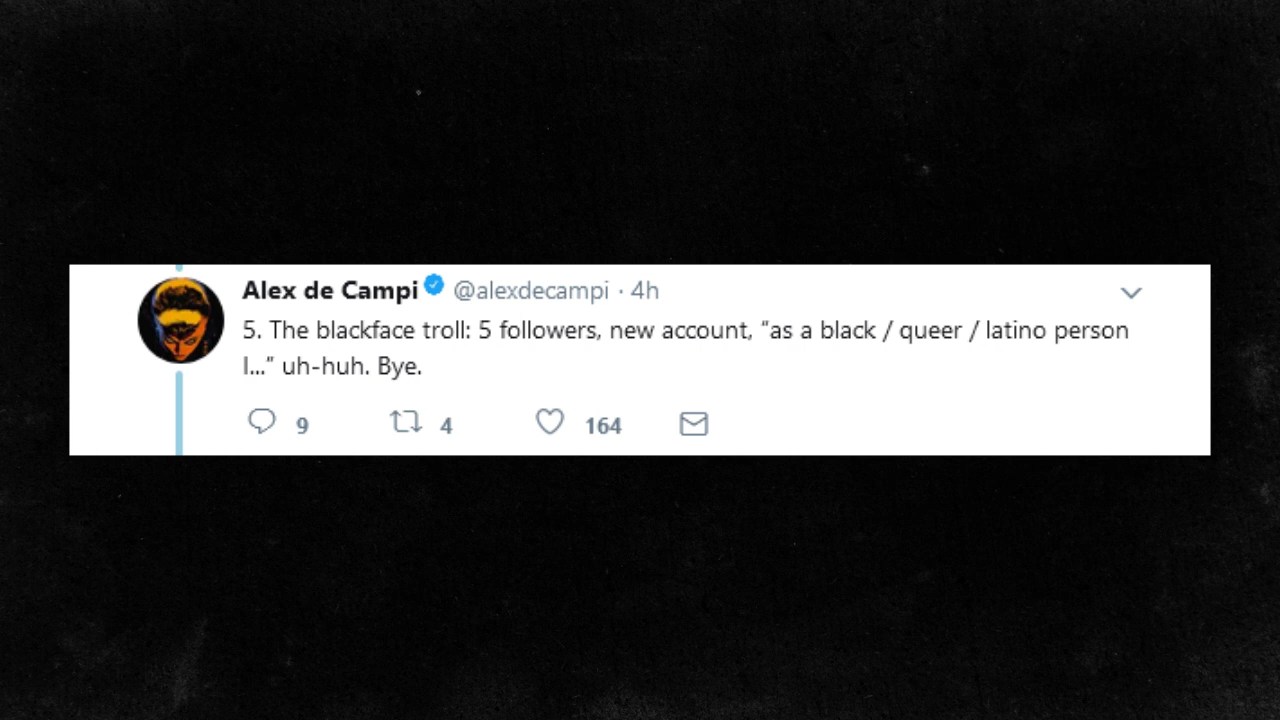 Alex de Campi @alexdecampi · 4h
5. The blackface troll: 5 followers, new account, “as a black / queer / latino person
I...” uh-huh. Bye.
9 4 164